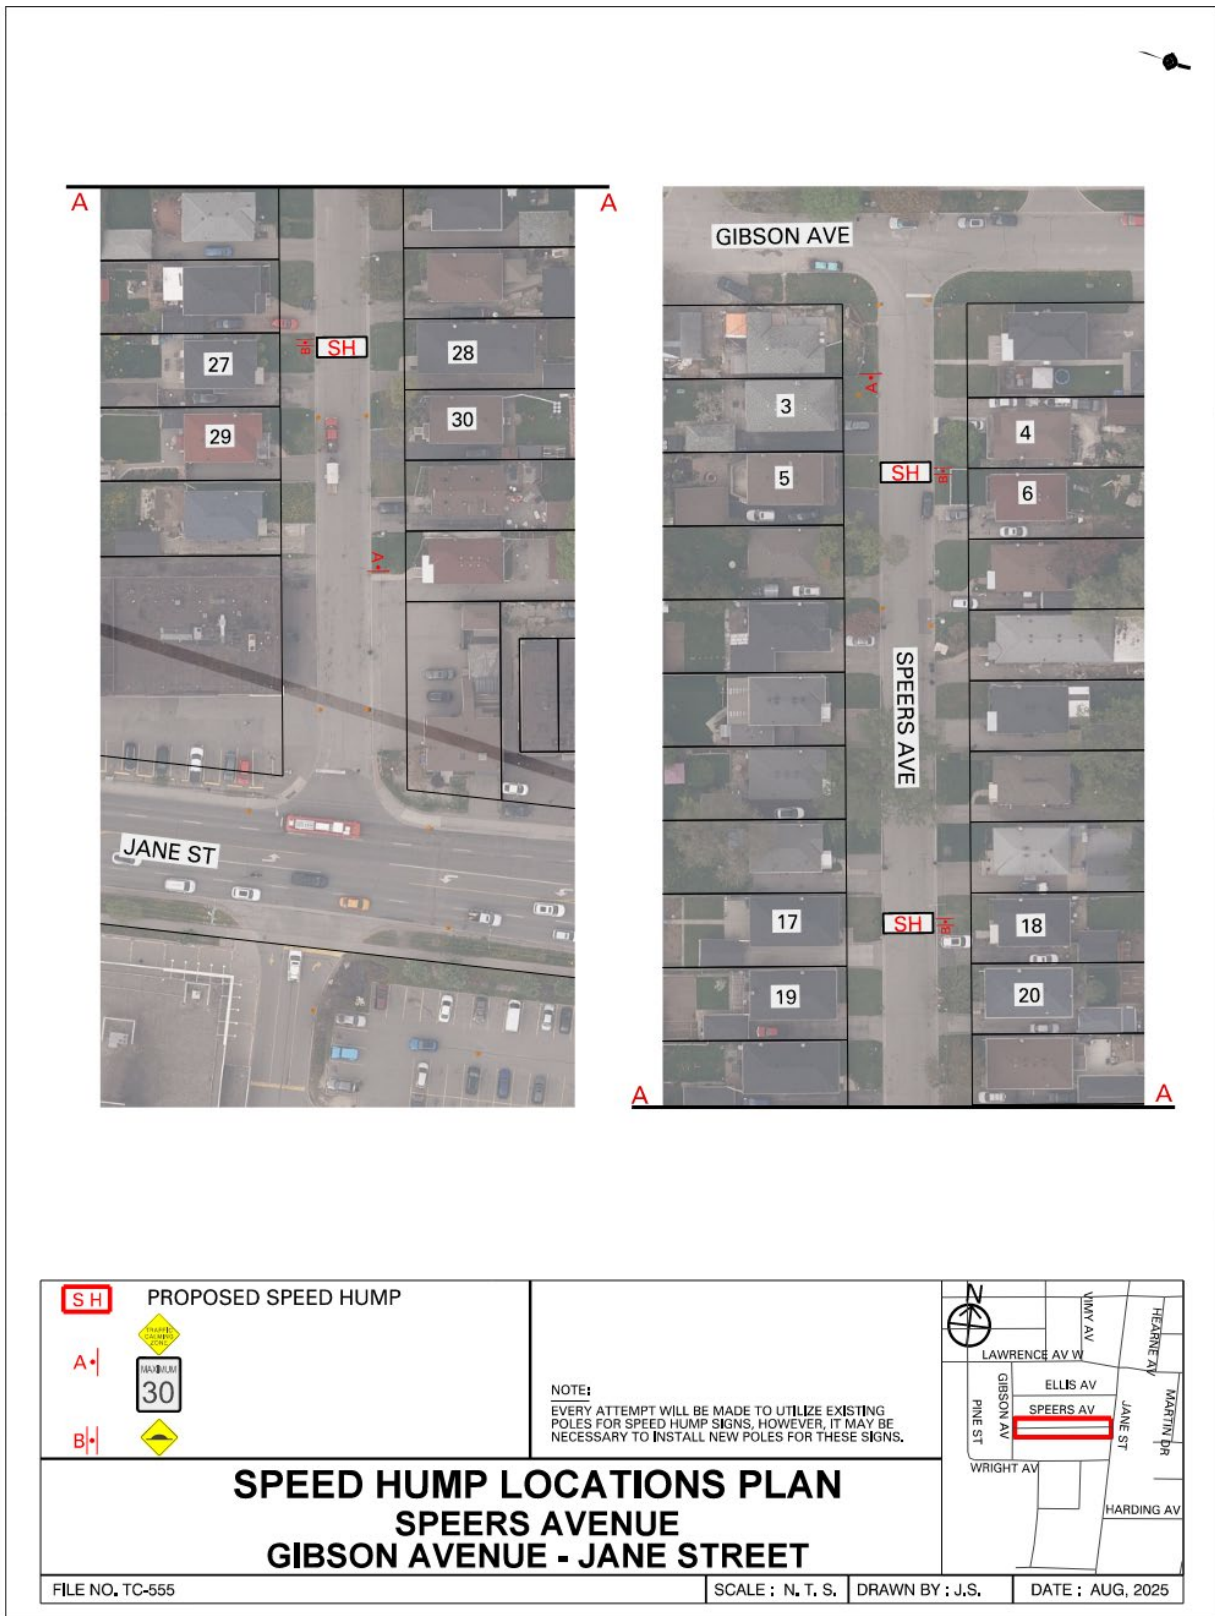 A
A
27
B
SH
28
29
30
A
JANE ST
GIBSON AVE
A
3
4
SH
B
5
6
SPEERS AVE
17
SH
B
18
19
20
A
A
SH
PROPOSED SPEED HUMP
TRAFFIC
CALMING
ZONE
A
MAXIMUM
30
B
NOTE:
EVERY ATTEMPT WILL BE MADE TO UTILIZE EXISTING
POLES FOR SPEED HUMP SIGNS, HOWEVER, IT MAY BE
NECESSARY TO INSTALL NEW POLES FOR THESE SIGNS.
N
VIMY AV
HEARNE AV
LAWRENCE AV W
GIBSON AV
ELLIS AV
SPEERS AV
PINE ST
JANE ST
MARTIN DR
WRIGHT AV
HARDING AV
SPEED HUMP LOCATIONS PLAN
SPEERS AVENUE
GIBSON AVENUE - JANE STREET
FILE NO. TC-555
SCALE : N. T. S.
DRAWN BY : J.S.
DATE : AUG, 2025